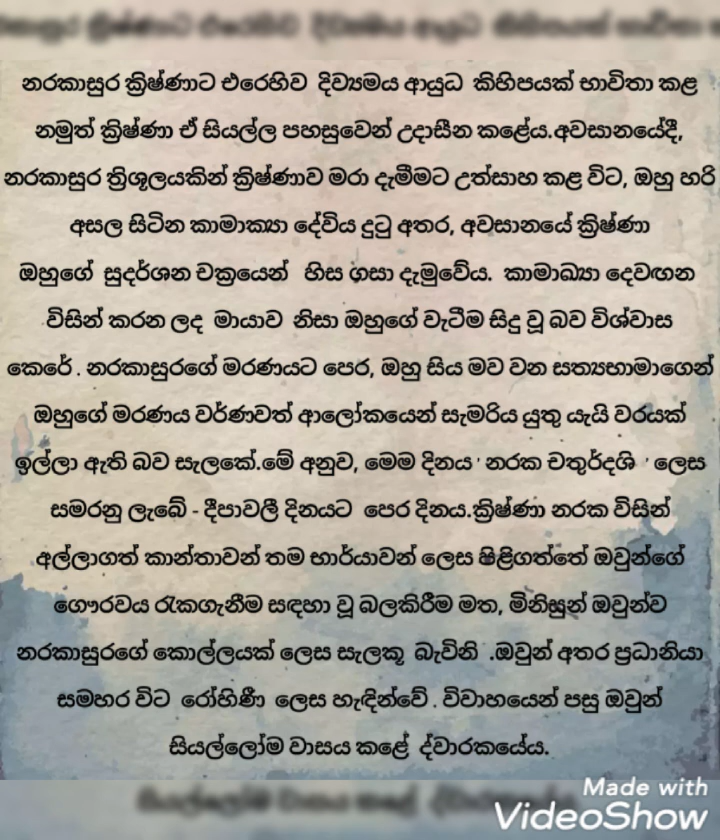 නරකාසුර ක්‍රිෂ්ණාට එරෙහිව දිව්‍යමය ආයුධ කිහිපයක් භාවිතා කළ
නමුත් ක්‍රිෂ්ණා ඒ සියල්ල පහසුවෙන් උදාසීන කළේය.අවසානයේදී,
නරකාසුර ත්‍රිශූලයකින් ක්‍රිෂ්ණාව මරා දැමීමට උත්සාහ කළ විට, ඔහු හරි
අසල සිටින කාමාක්‍යා දේවිය දුටු අතර, අවසානයේ ක්‍රිෂ්ණා
ඔහුගේ සුදර්ශන චක්‍රයෙන් හිස ගසා දැමුවේය. කාමාඛ්‍යා දෙවඟන
විසින් කරන ලද මායාව නිසා ඔහුගේ වැටීම සිදු වූ බව විශ්වාස
කෙරේ . නරකාසුරගේ මරණයට පෙර, ඔහු සිය මව වන සත්‍යභාමාගෙන්
ඔහුගේ මරණය වර්ණවත් ආලෝකයෙන් සැමරිය යුතු යැයි වරයක්
ඉල්ලා ඇති බව සැලකේ.මේ අනුව, මෙම දිනය ' නරක චතුර්දශි ' ලෙස
සමරනු ලැබේ - දීපාවලී දිනයට පෙර දිනය.ක්‍රිෂ්ණා නරක විසින්
අල්ලාගත් කාන්තාවන් තම භාර්යාවන් ලෙස පිළිගත්තේ ඔවුන්ගේ
ගෞරවය රැකගැනීම සඳහා වූ බලකිරීම මත, මිනිසුන් ඔවුන්ව
නරකාසුරගේ කොල්ලයක් ලෙස සැලකූ බැවිනි .ඔවුන් අතර ප්‍රධානියා
සමහර විට රෝහිණී ලෙස හැඳින්වේ . විවාහයෙන් පසු ඔවුන්
සියල්ලෝම වාසය කළේ ද්වාරකයේය.
Made with
VideoShow